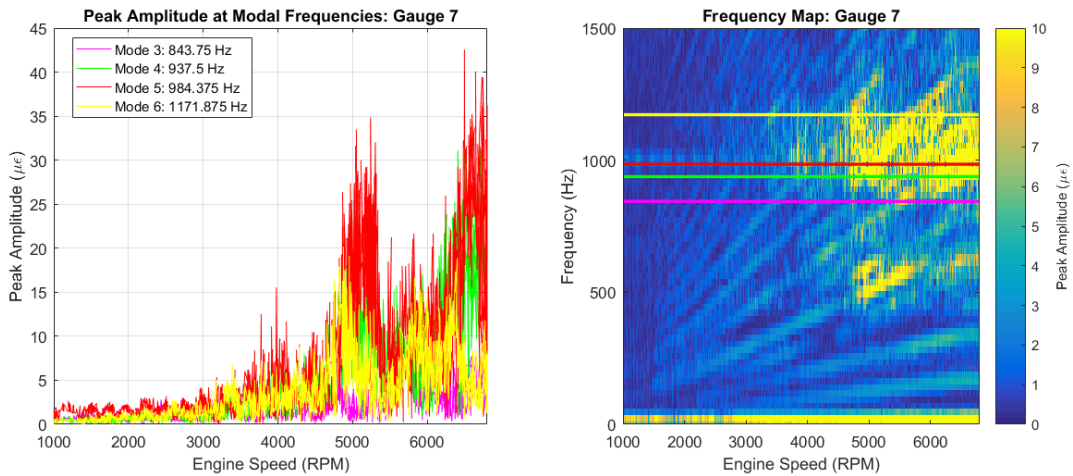 Peak Amplitude at Modal Frequencies: Gauge 7
45
40
35
30
25
20
15
10
5
0
Peak Amplitude (με)
Mode 3: 843.75 Hz
Mode 4: 937.5 Hz
Mode 5: 984.375 Hz
Mode 6: 1171.875 Hz
1000 2000 3000 4000 5000 6000
Engine Speed (RPM)
Frequency Map: Gauge 7
1500
1000
500
0
Frequency (Hz)
1000 2000 3000 4000 5000 6000
Engine Speed (RPM)
10
9
8
7
6
5
4
3
2
1
0
Peak Amplitude (με)